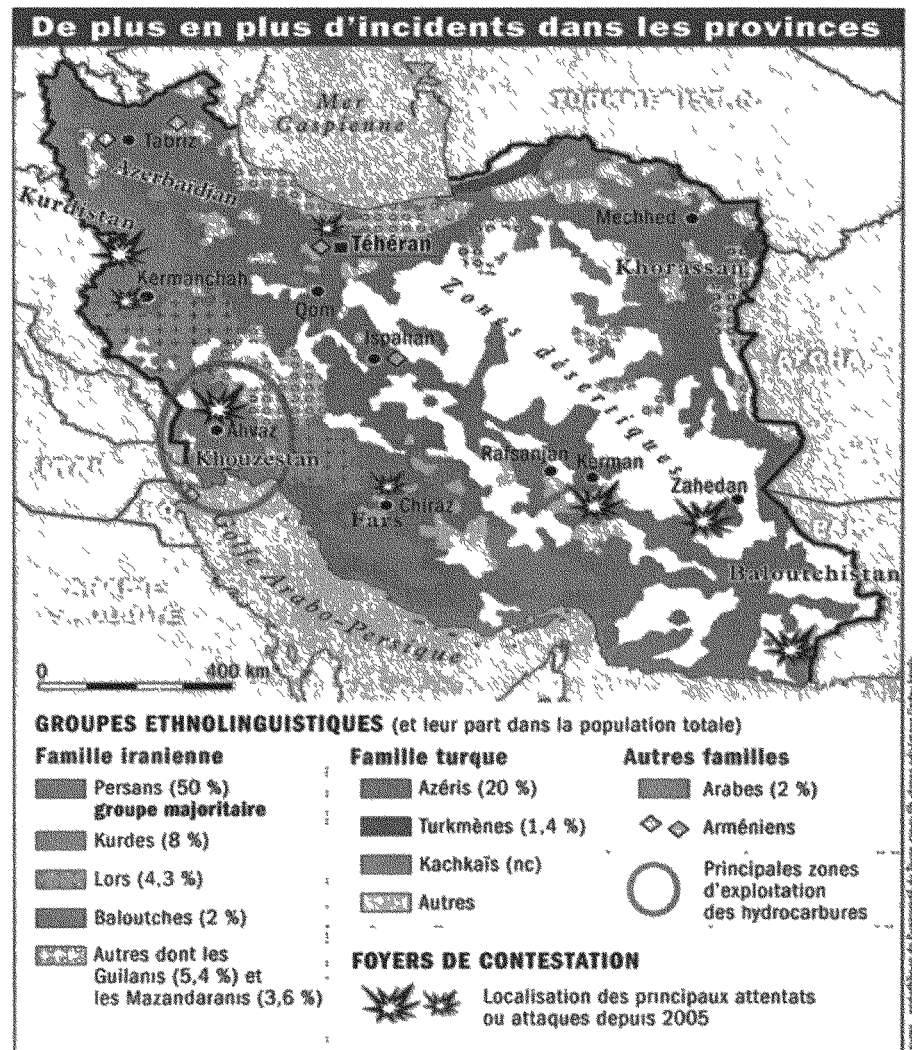 De plus en plus d'incidents dans les provinces
Mer
Caspienne
Tabriz
Azerbaïdjan
Kurdistan
Mechhed
Téhéran
Khorassan
Kermanchah
Qom
Zones désertiques
Ispahan
Ahvaz
Khouzestan
Rafsanjan
Kerman
Zahedan
Chiraz
Fars
Golfe Arabo-Persique
Baloutchistan
0 400 km
GROUPES ETHNOLINGUISTIQUES (et leur part dans la population totale)
Famille iranienne
Persans (50 %)
groupe majoritaire
Kurdes (8 %)
Lors (4,3 %)
Baloutches (2 %)
Autres dont les
Guilanis (5,4 %) et
les Mazandaranis (3,6 %)
Famille turque
Azéris (20 %)
Turkmènes (1,4 %)
Kachkaïs (nc)
Autres
Autres familles
Arabes (2 %)
Arméniens
Principales zones
d'exploitation
des hydrocarbures
FOYERS DE CONTESTATION
Localisation des principaux attentats
ou attaques depuis 2005